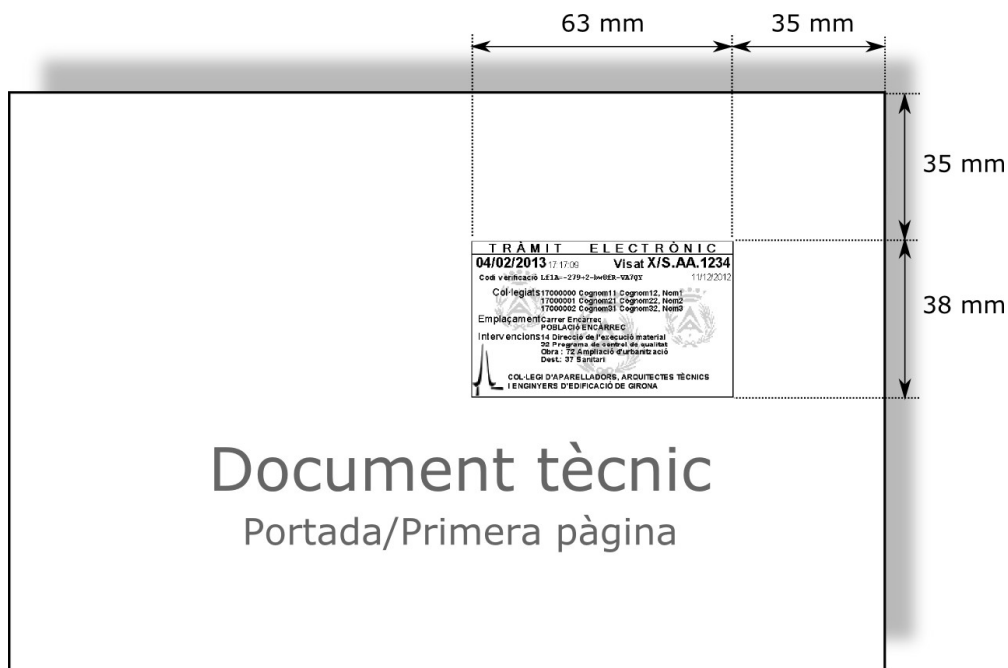 63 mm
35 mm
35 mm
TRÀMIT ELECTRÒNIC
04/02/2013 17:17:09 Visat X/S.AA.1234
Codi verificació
11/12/2012
38 mm
Col·legiats 17000000 Cognom11 Cognom12, Nom1
17000001 Cognom21 Cognom22, Nom2
17000002 Cognom31 Cognom32, Nom3
Emplaçament Carrer Encàrrec
POBLACIÓ ENCÀRREC
Intervencions 14 Direcció de l'execució material
32 Programa de control de qualitat
Obra : 72 Ampliació d'urbanització
Dest.: 37 Sanitari
COL·LEGI D'APARELLADORS, ARQUITECTES TÈCNICS
I ENGINYERS D'EDIFICACIÓ DE GIRONA
Document tècnic
Portada/Primera pàgina